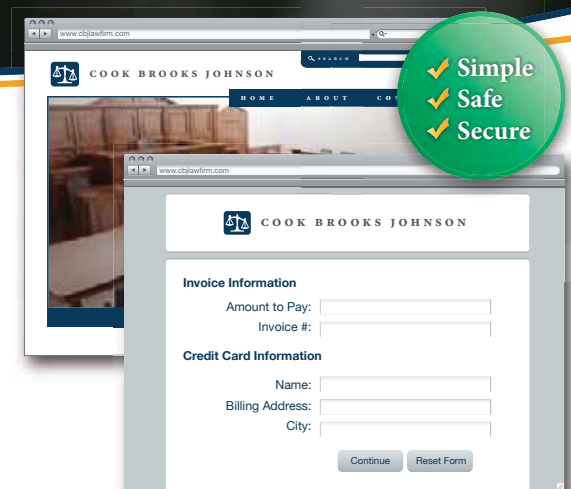 www.cbjlawfirm.com
SEARCH
COOK BROOKS JOHNSON
HOME ABOUT
Simple
Safe
Secure
www.cbjlawfirm.com
COOK BROOKS JOHNSON
Invoice Information
Amount to Pay:
Invoice #:
Credit Card Information
Name:
Billing Address:
City:
Continue Reset Form